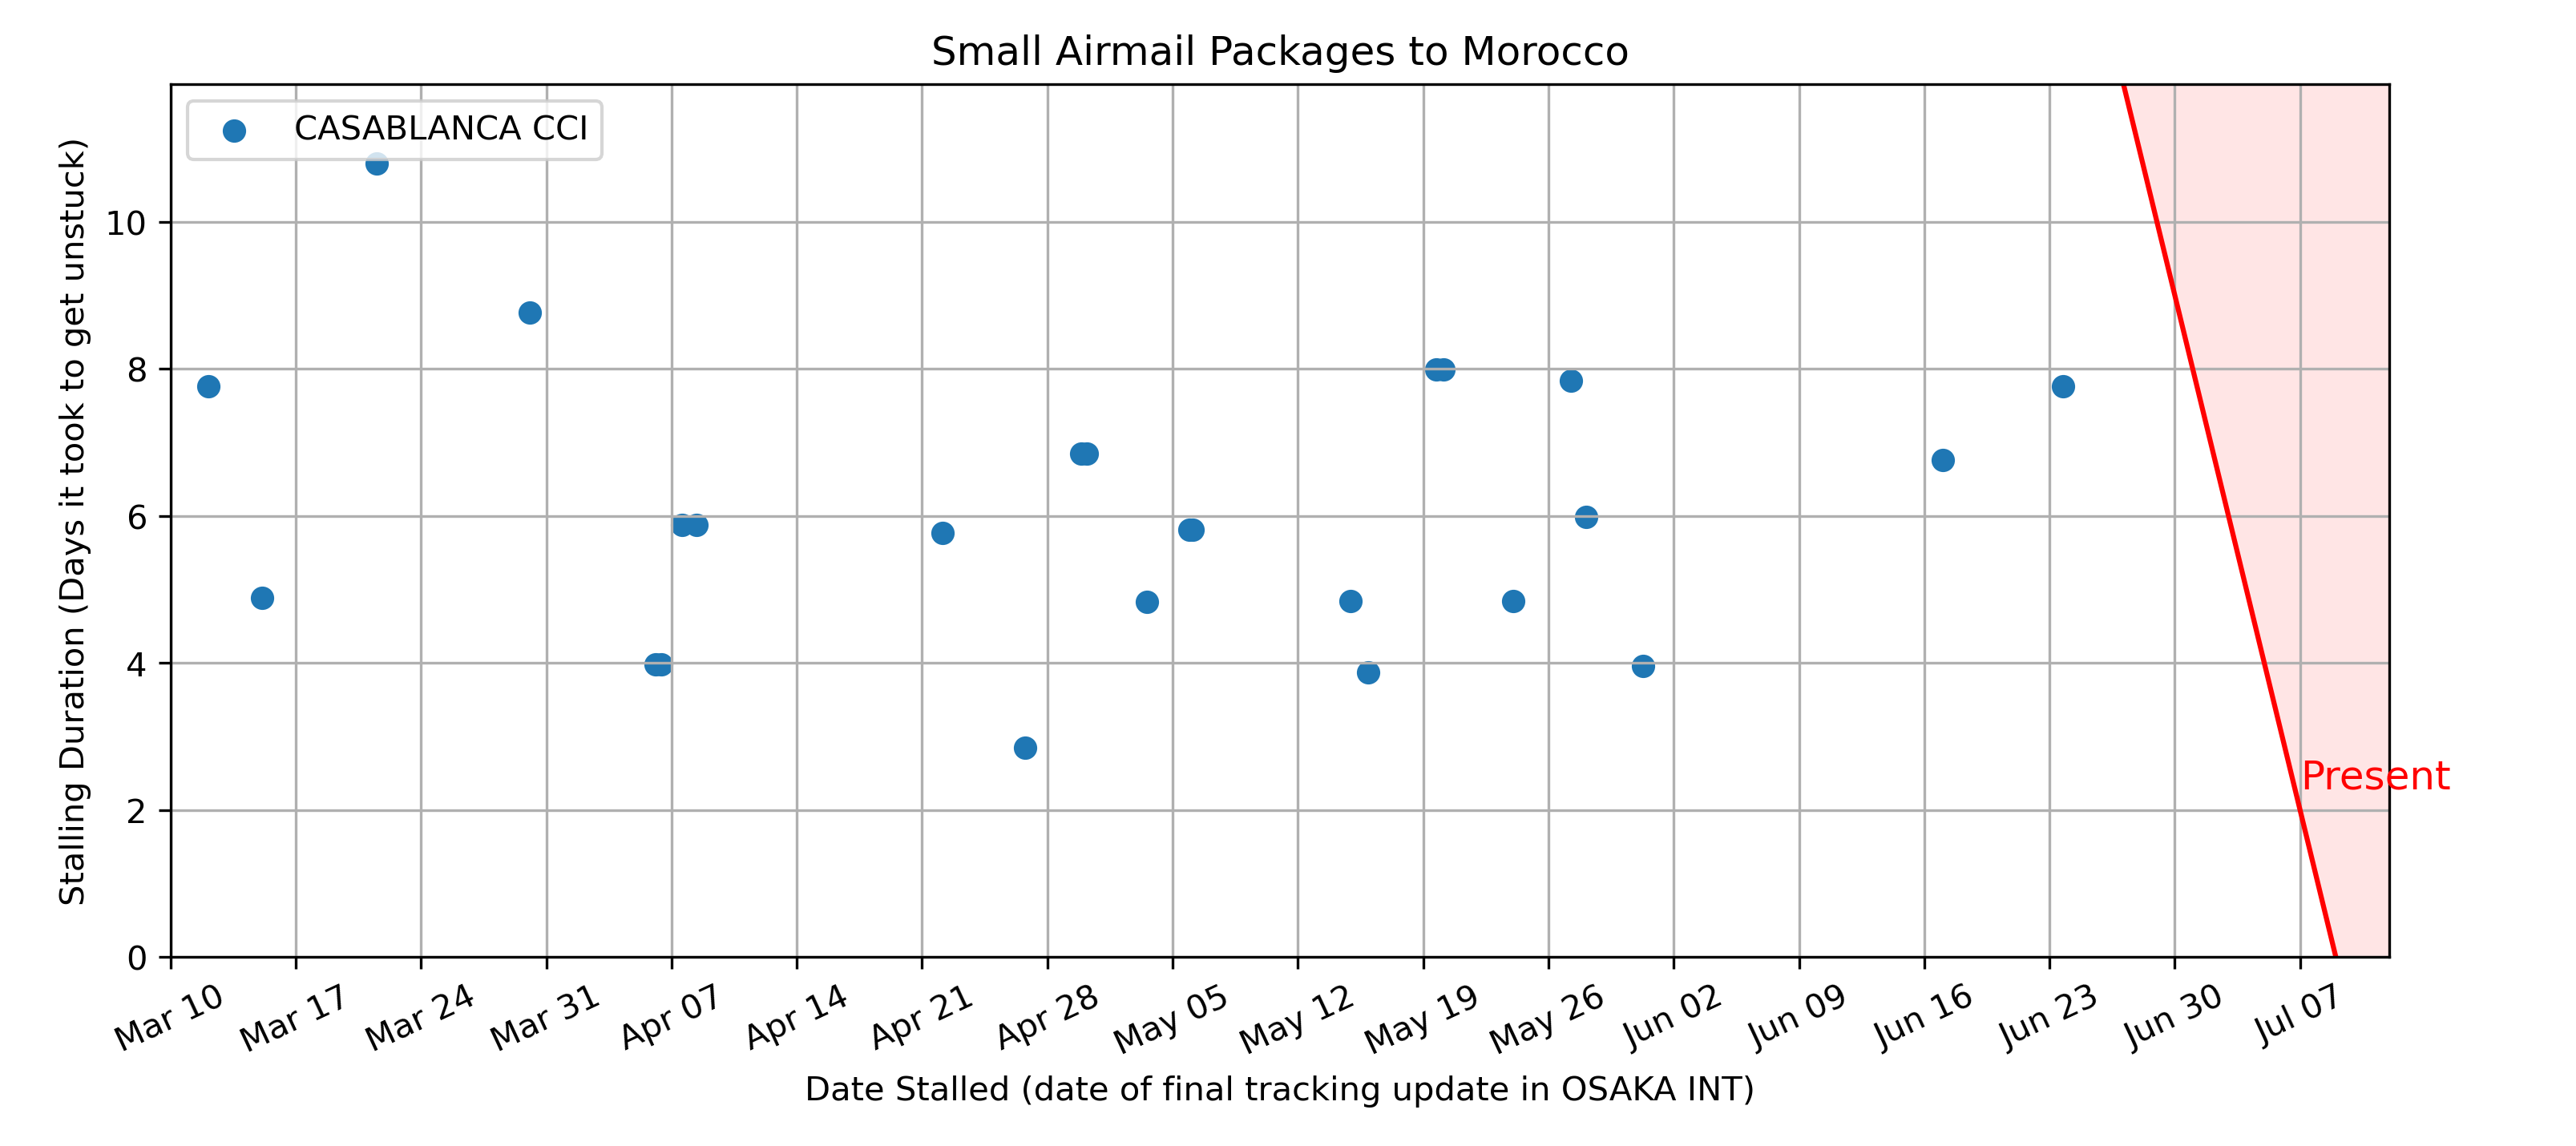 Small Airmail Packages to Morocco
CASABLANCA CCI
Stalling Duration (Days it took to get unstuck)
10
8
6
4
2
0
Present
Mar 10
Mar 17
Mar 24
Mar 31
Apr 07
Apr 14
Apr 21
Apr 28
May 05
May 12
May 19
May 26
Jun 02
Jun 09
Jun 16
Jun 23
Jun 30
Jul 07
Date Stalled (date of final tracking update in OSAKA INT)